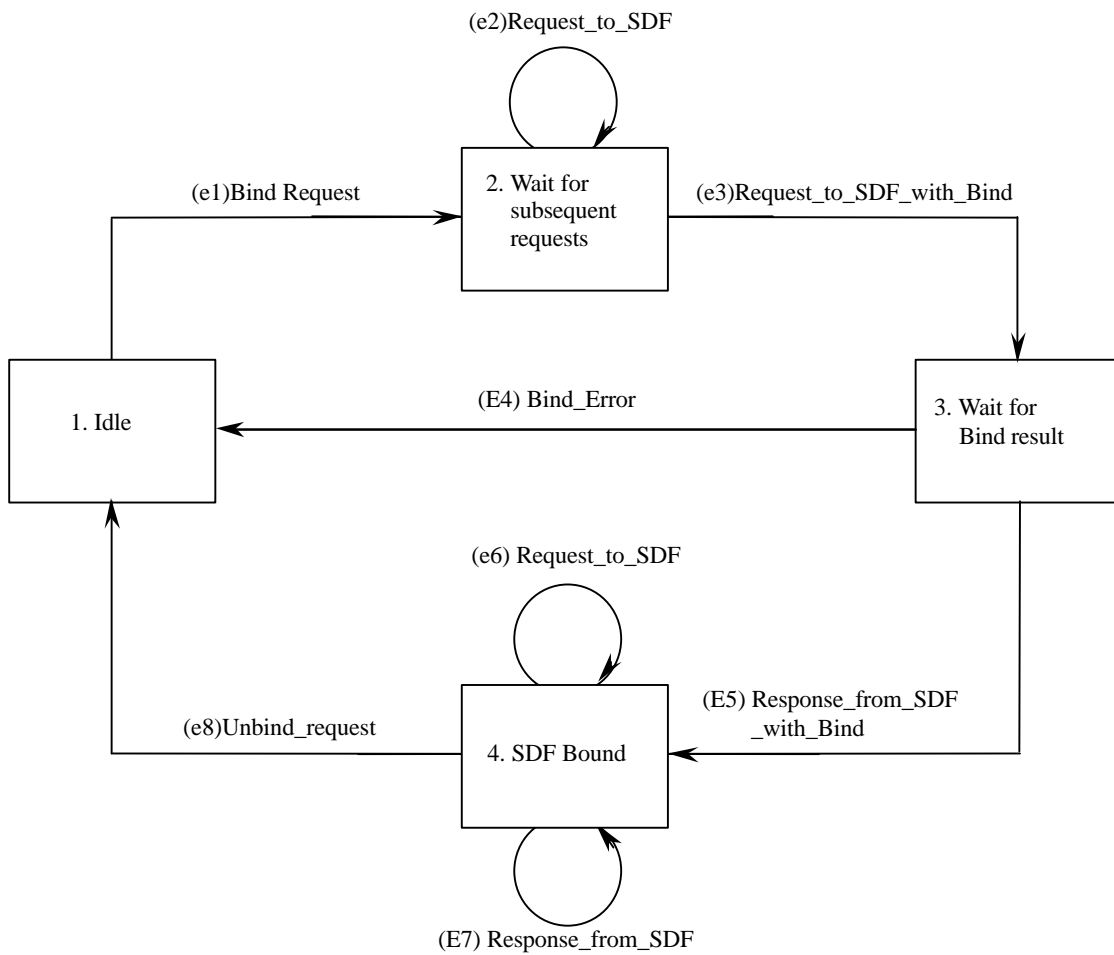 (e2)Request_to_SDF
2. Wait for
subsequent
requests
(e1)Bind Request
(e3)Request_to_SDF_with_Bind
1. Idle
(E4) Bind_Error
3. Wait for
Bind result
(e6) Request_to_SDF
(e8)Unbind_request
4. SDF Bound
(E5) Response_from_SDF
_with_Bind
(E7) Response_from_SDF